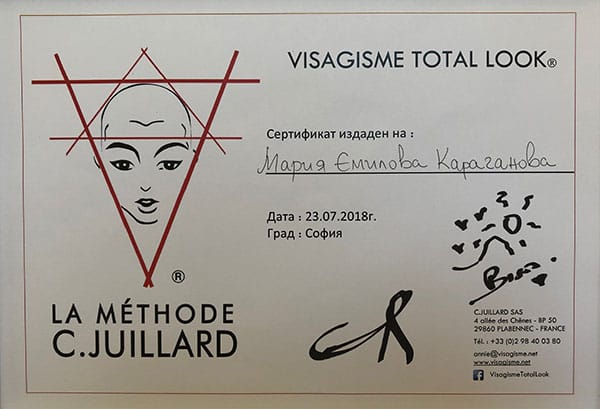 VISAGISME TOTAL LOOK®
Сертификат издаден на :
Мария Емилова Караганова
Дата : 23.07.2018г.
Град : София
®
LA MÉTHODE
C.JUILLARD
C.JUILLARD SAS
4 allée des Chênes - BP 50
29860 PLABENNEC - FRANCE
Tél. : +33 (0)2 98 40 03 80
annie@visagisme.net
www.visagisme.net
VisagismeTotalLook